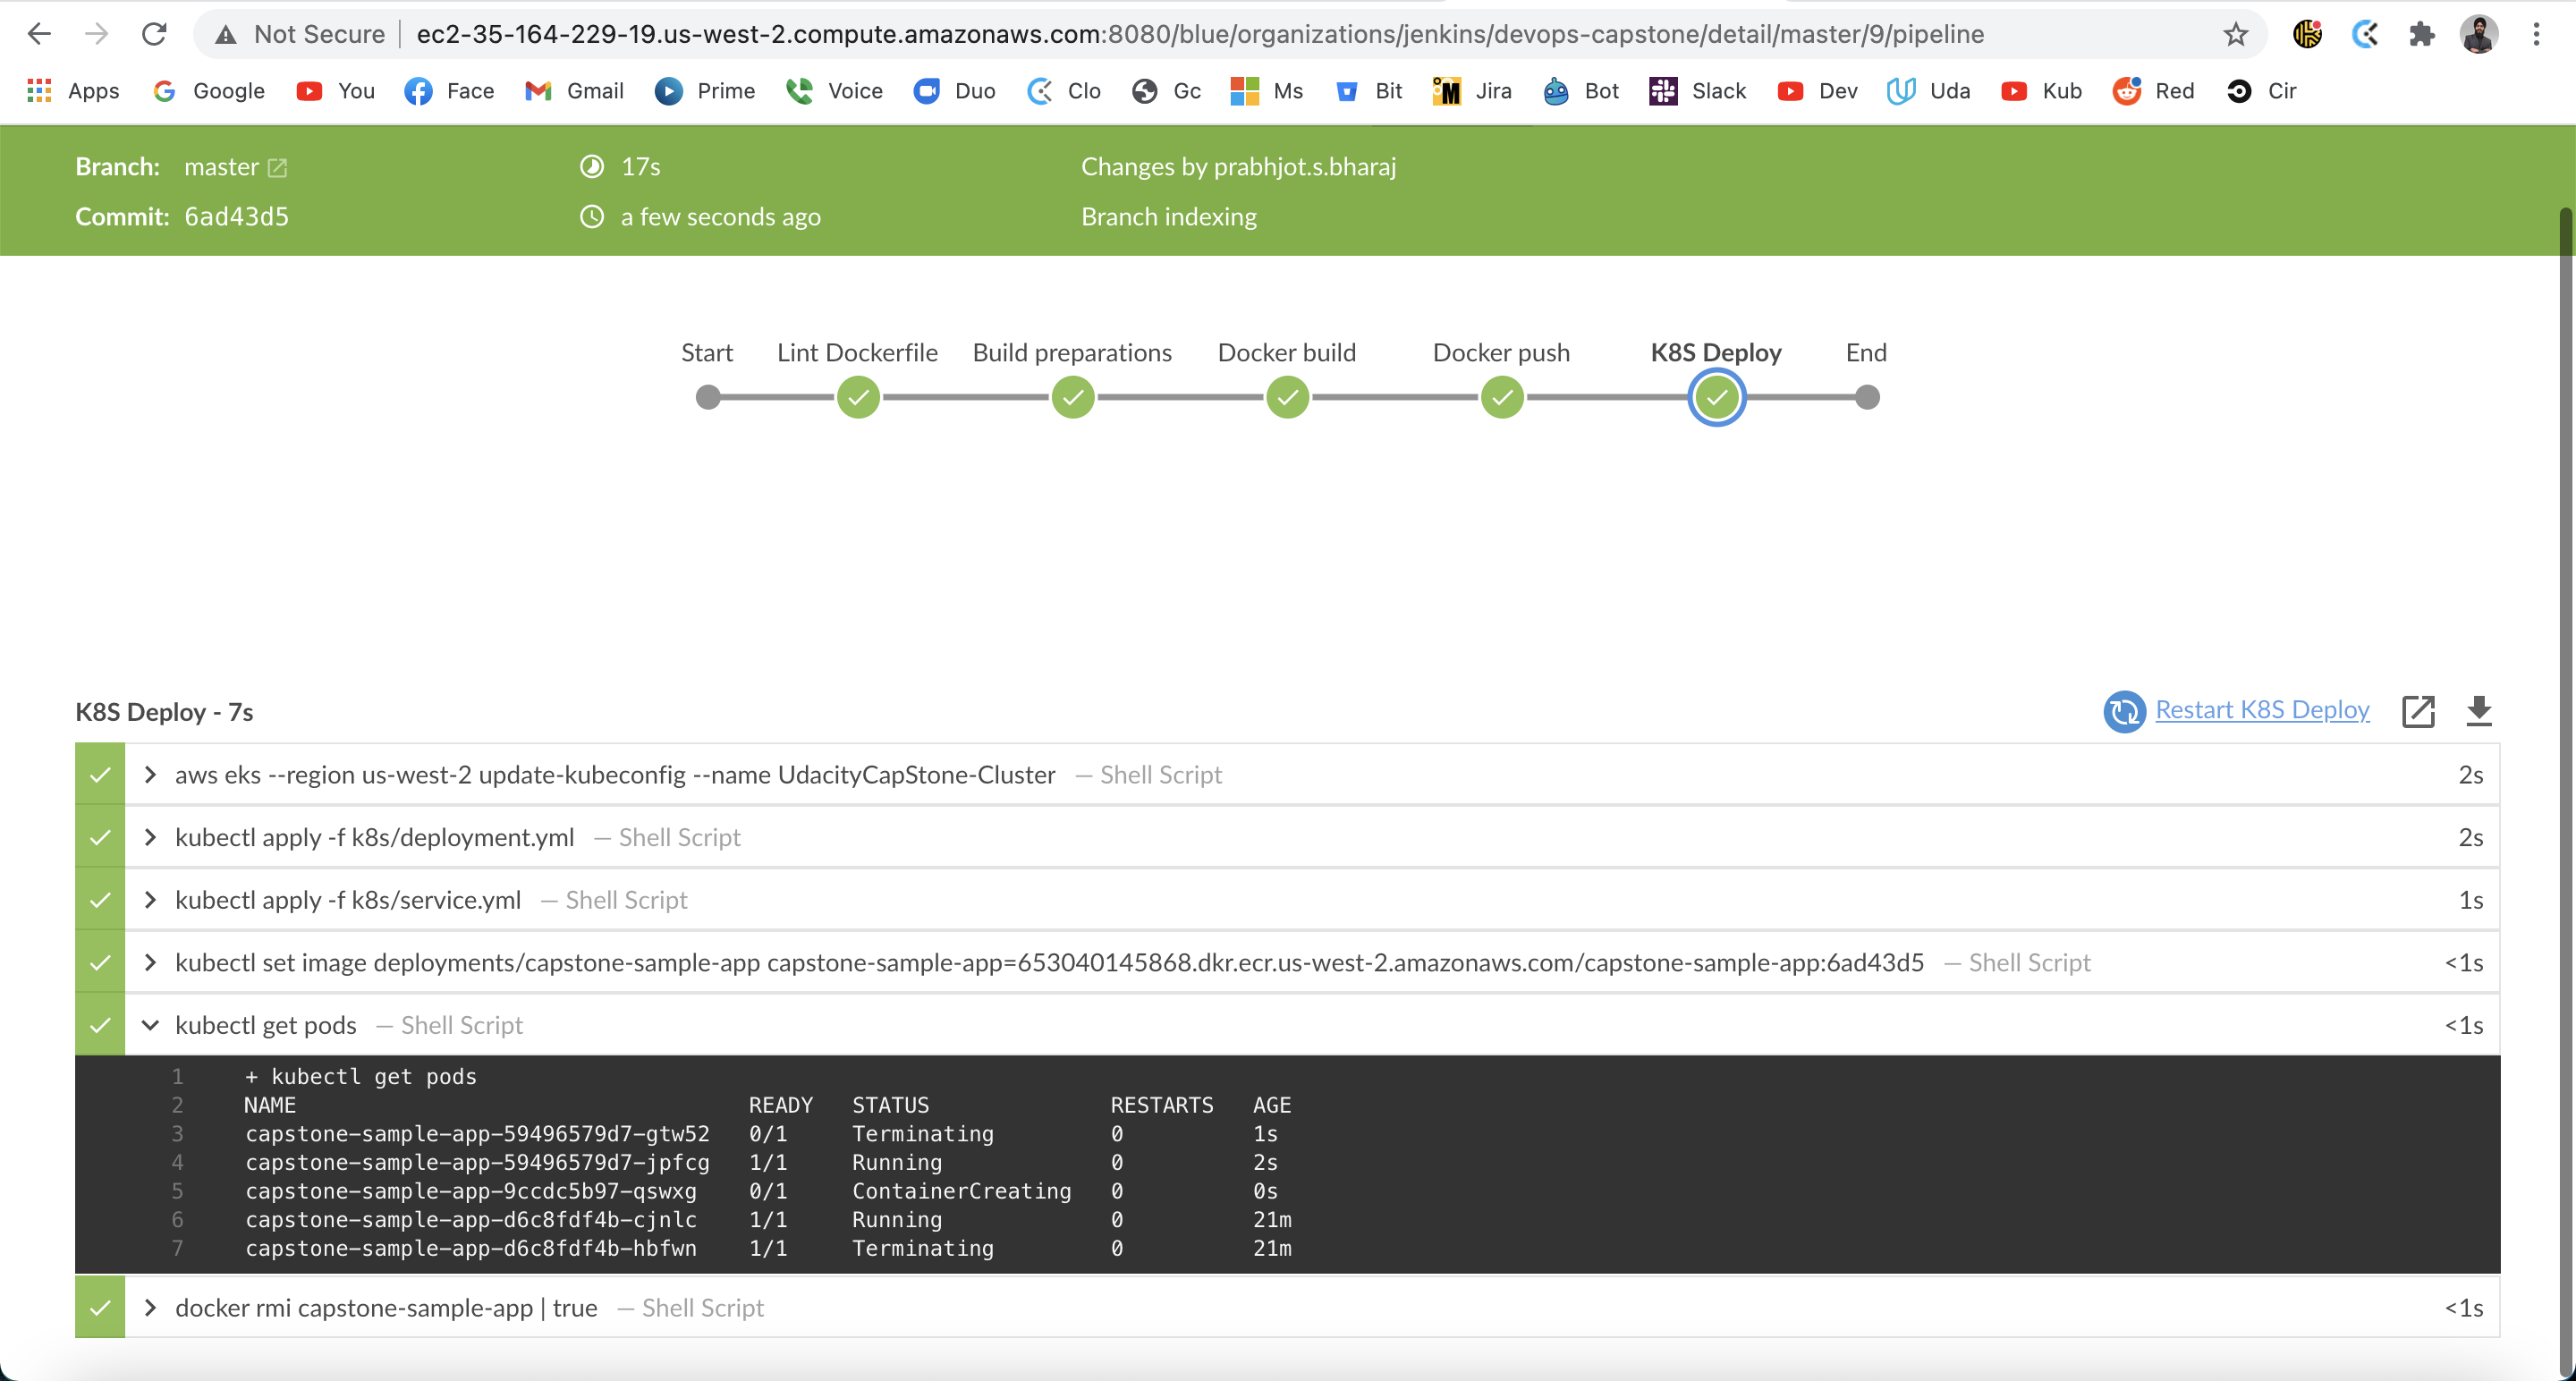 Not Secure ec2-35-164-229-19.us-west-2.compute.amazonaws.com:8080/blue/organizations/jenkins/devops-capstone/detail/master/9/pipeline
Apps Google You Face Gmail Prime Voice Duo Clo Gc Ms Bit Jira Bot Slack Dev Uda Kub Red Cir
Branch: master 17s Changes by prabhjot.s.bharaj
Commit: 6ad43d5 a few seconds ago Branch indexing
Start Lint Dockerfile Build preparations Docker build Docker push K8S Deploy End
K8S Deploy - 7s Restart K8S Deploy
aws eks --region us-west-2 update-kubeconfig --name UdacityCapStone-Cluster — Shell Script 2s
kubectl apply -f k8s/deployment.yml — Shell Script 2s
kubectl apply -f k8s/service.yml — Shell Script 1s
kubectl set image deployments/capstone-sample-app capstone-sample-app=653040145868.dkr.ecr.us-west-2.amazonaws.com/capstone-sample-app:6ad43d5 — Shell Script <1s
kubectl get pods — Shell Script <1s
1 + kubectl get pods
2 NAME READY STATUS RESTARTS AGE
3 capstone-sample-app-59496579d7-gtw52 0/1 Terminating 0 1s
4 capstone-sample-app-59496579d7-jpfcg 1/1 Running 0 2s
5 capstone-sample-app-9ccdc5b97-qswxg 0/1 ContainerCreating 0 0s
6 capstone-sample-app-d6c8fdf4b-cjnlc 1/1 Running 0 21m
7 capstone-sample-app-d6c8fdf4b-hbfwn 1/1 Terminating 0 21m
docker rmi capstone-sample-app | true — Shell Script <1s